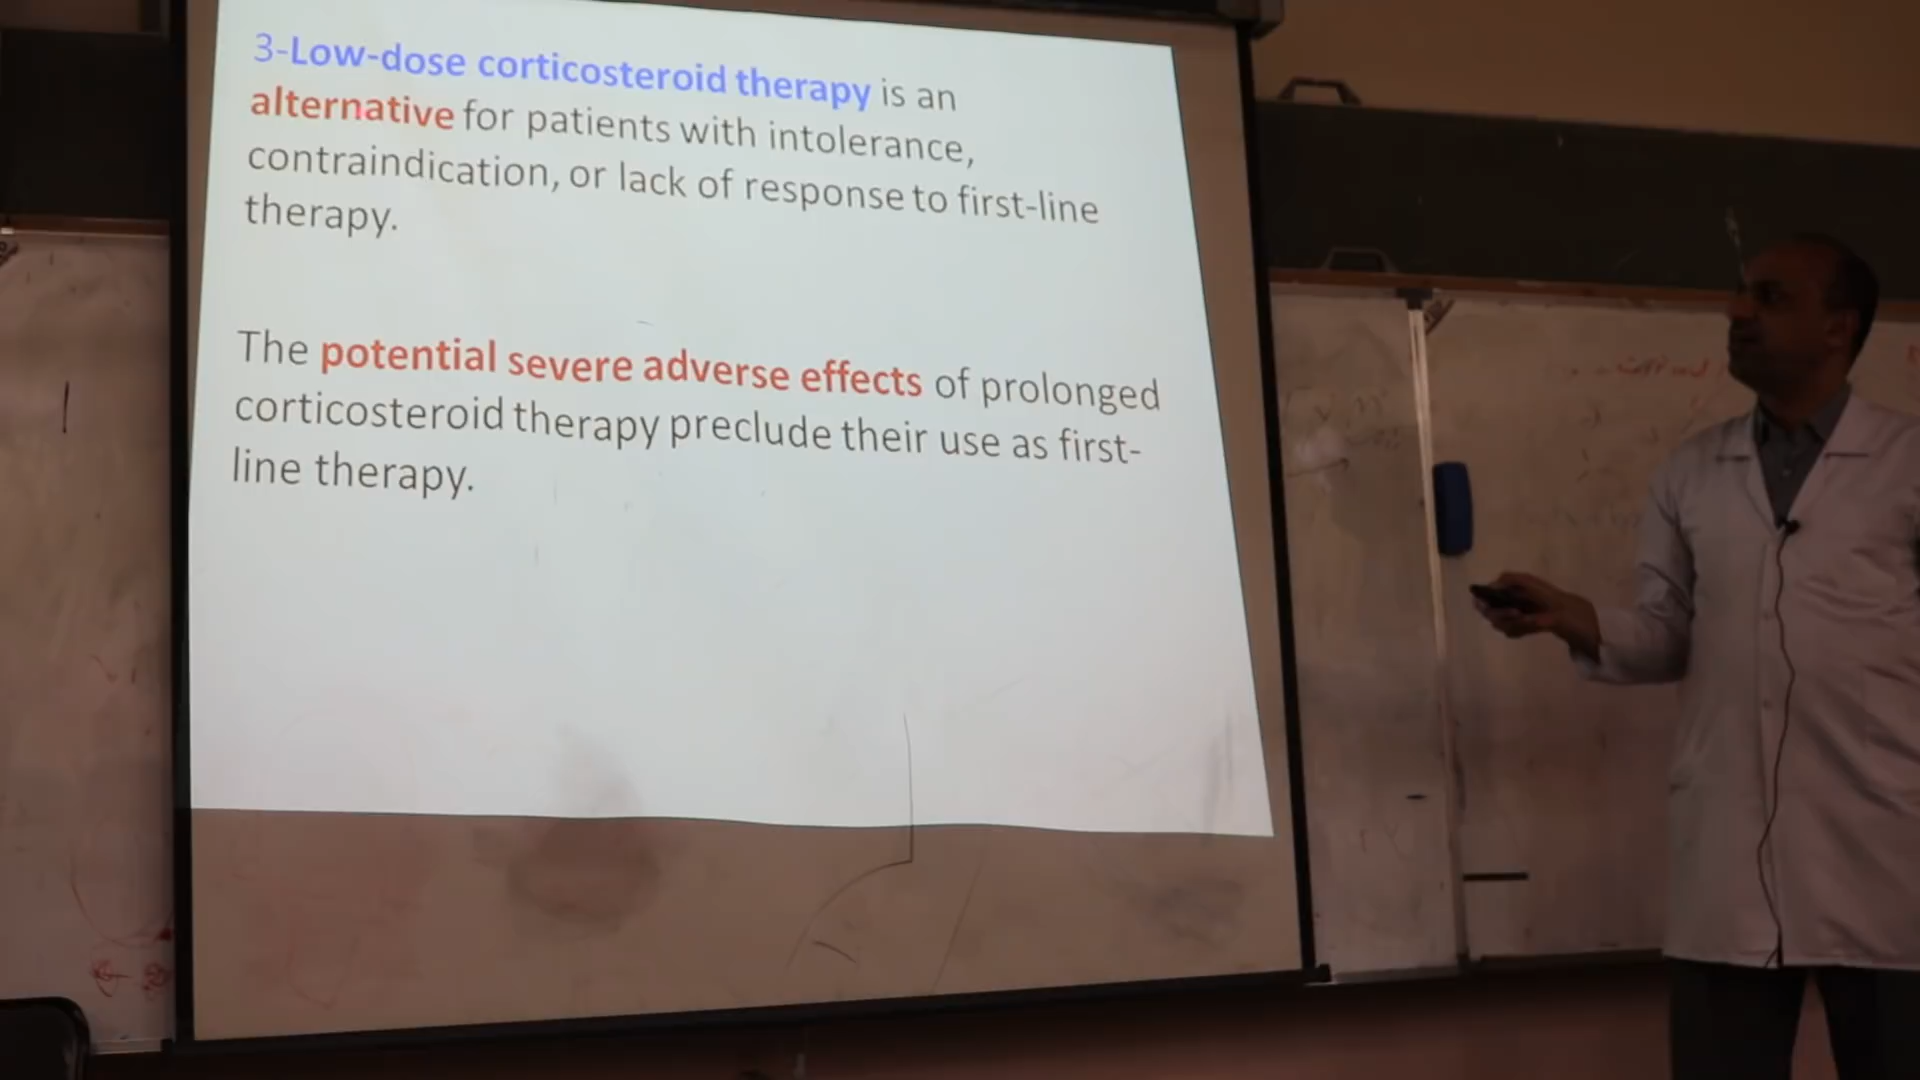 3-Low-dose corticosteroid therapy is an
alternative for patients with intolerance,
contraindication, or lack of response to first-line
therapy.
The potential severe adverse effects of prolonged
corticosteroid therapy preclude their use as first-
line therapy.